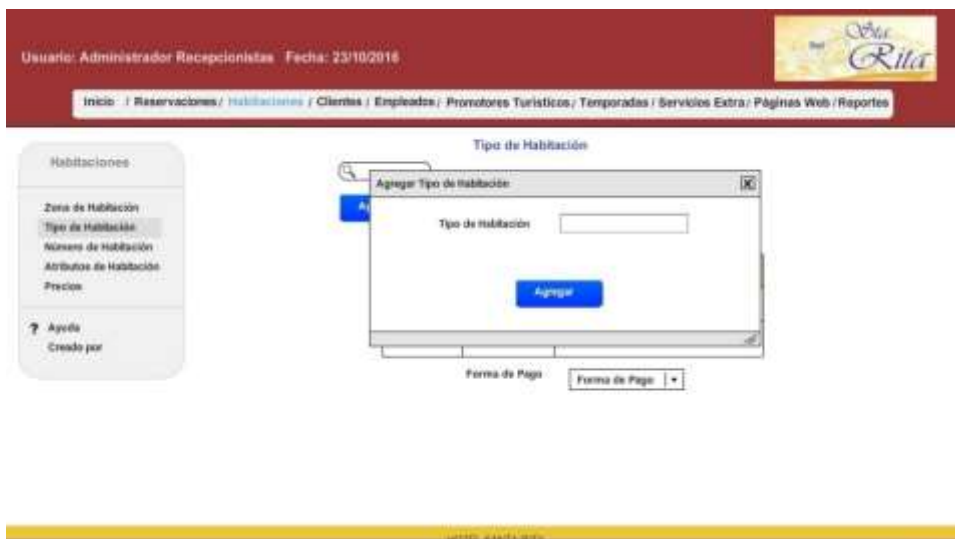 Usuario: Administrador Recepcionistas Fecha: 23/10/2016
Sta
Rita
Inicio / Reservaciones / Habitaciones / Clientes / Empleados / Promotores Turísticos / Temporadas / Servicios Extra / Páginas Web / Reportes
Tipo de Habitación
Habitaciones
Zona de Habitación
Tipo de Habitación
Número de Habitación
Atributos de Habitación
Precios
? Ayuda
Creado por
Agregar Tipo de Habitación
Tipo de Habitación
Agregar
Forma de Pago
Forma de Pago